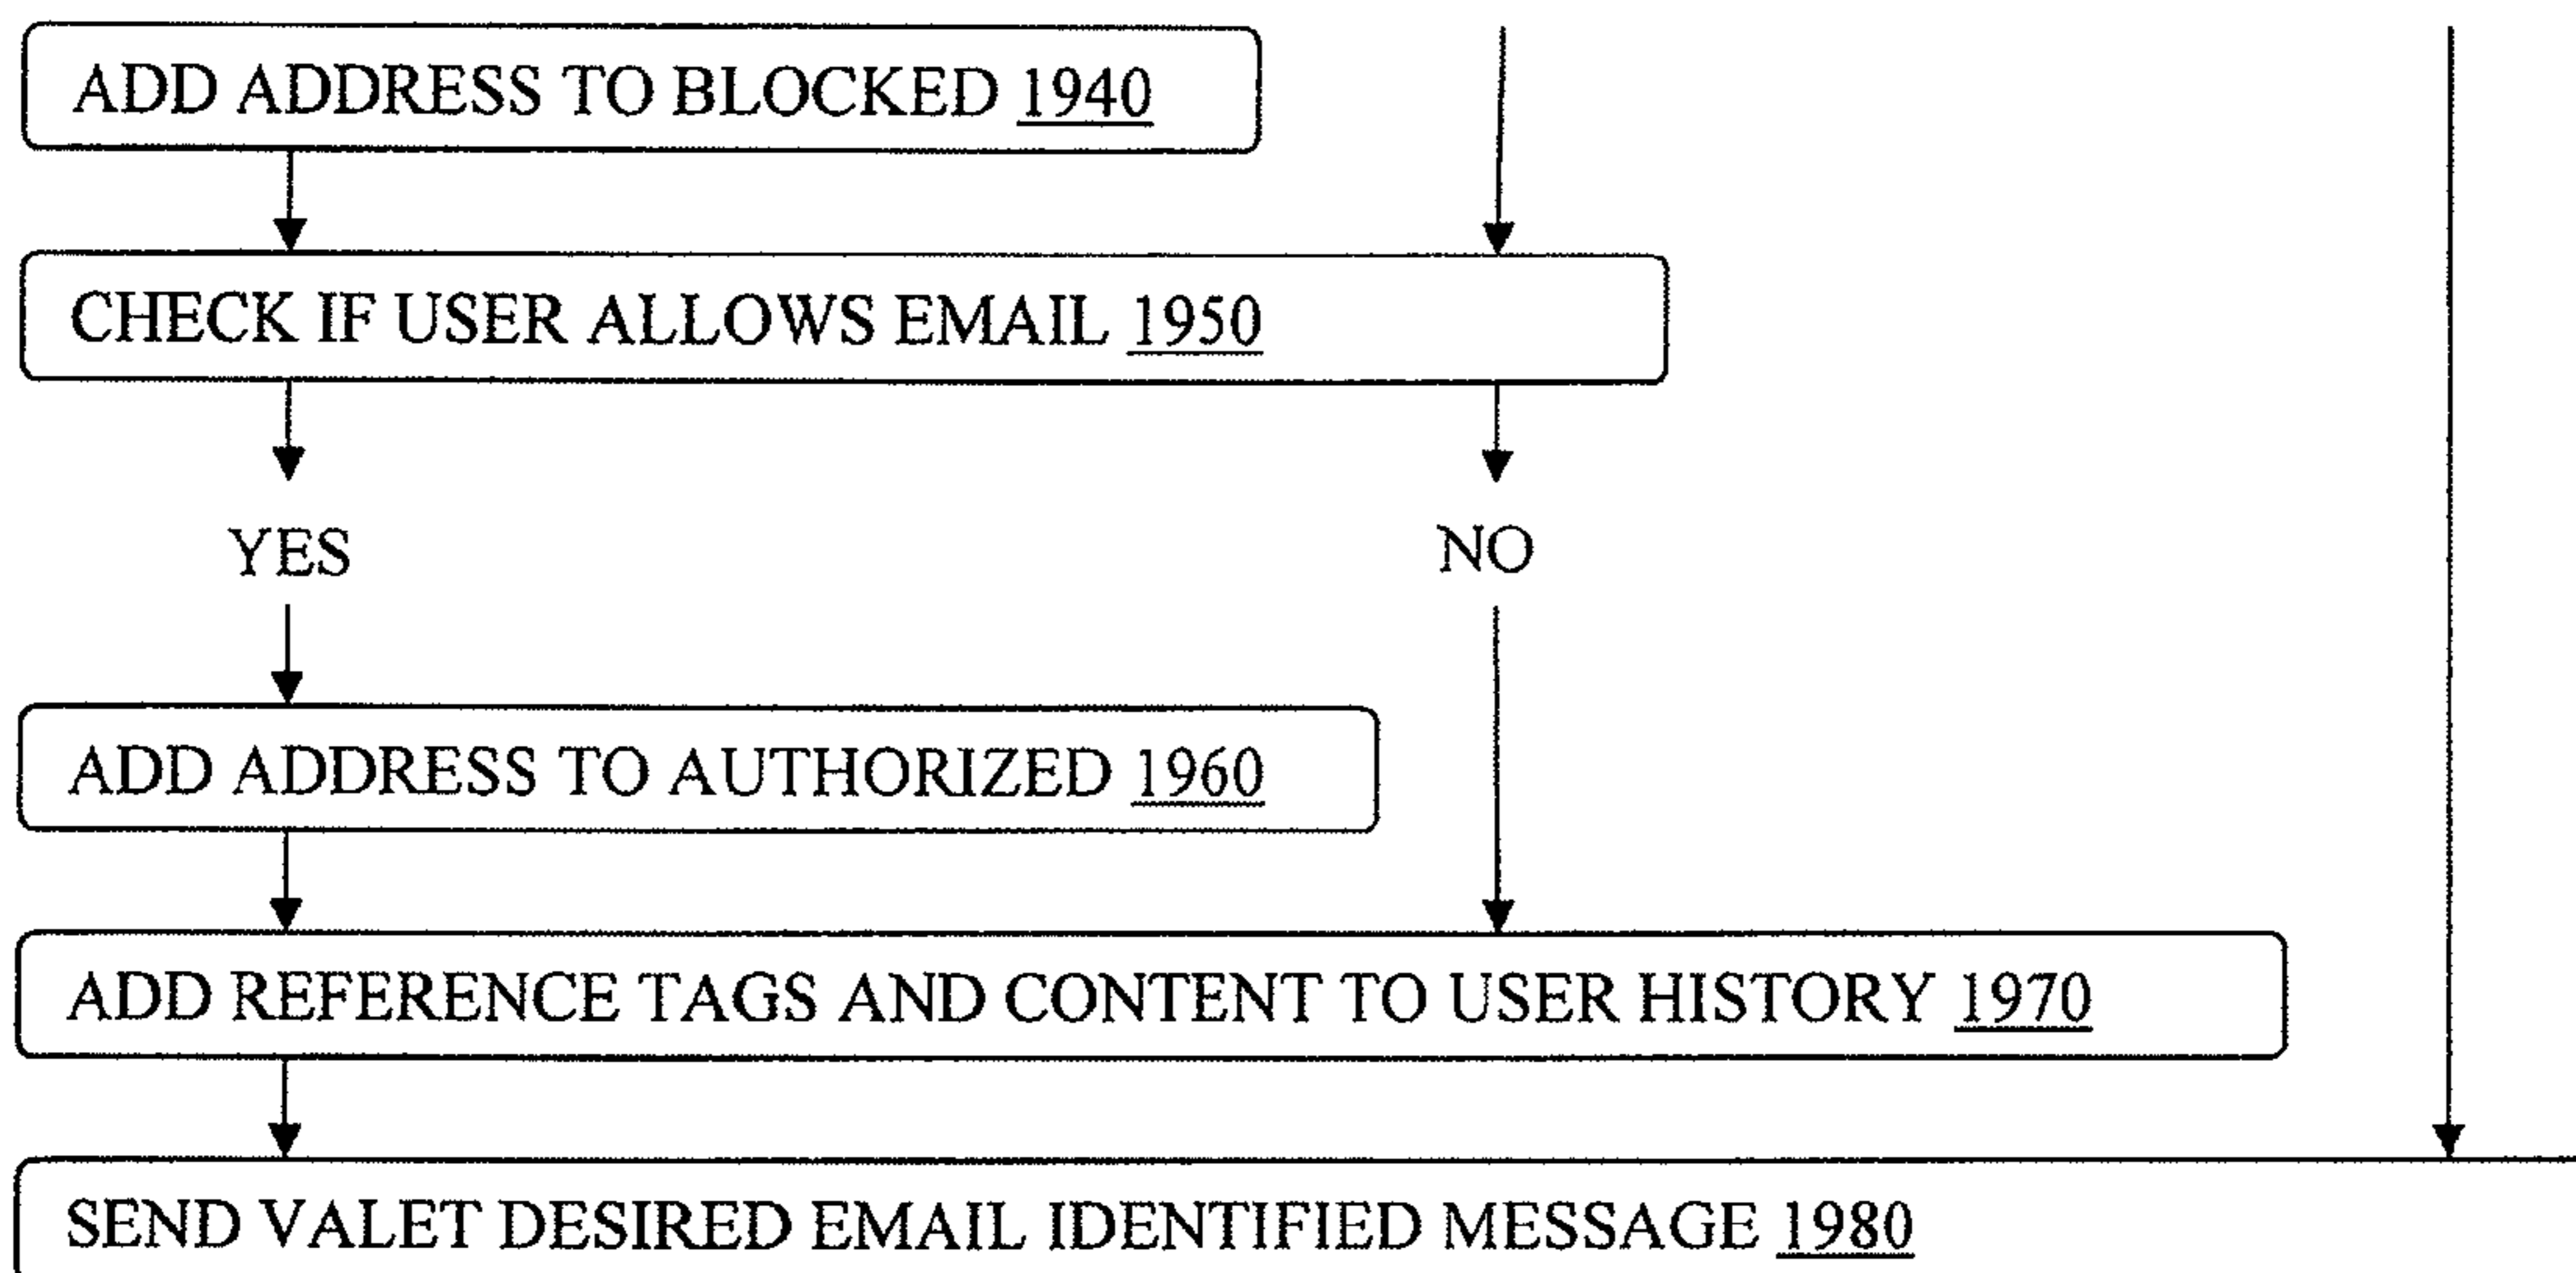 ADD ADDRESS TO BLOCKED 1940
CHECK IF USER ALLOWS EMAIL 1950
YES
NO
ADD ADDRESS TO AUTHORIZED 1960
ADD REFERENCE TAGS AND CONTENT TO USER HISTORY 1970
SEND VALET DESIRED EMAIL IDENTIFIED MESSAGE 1980